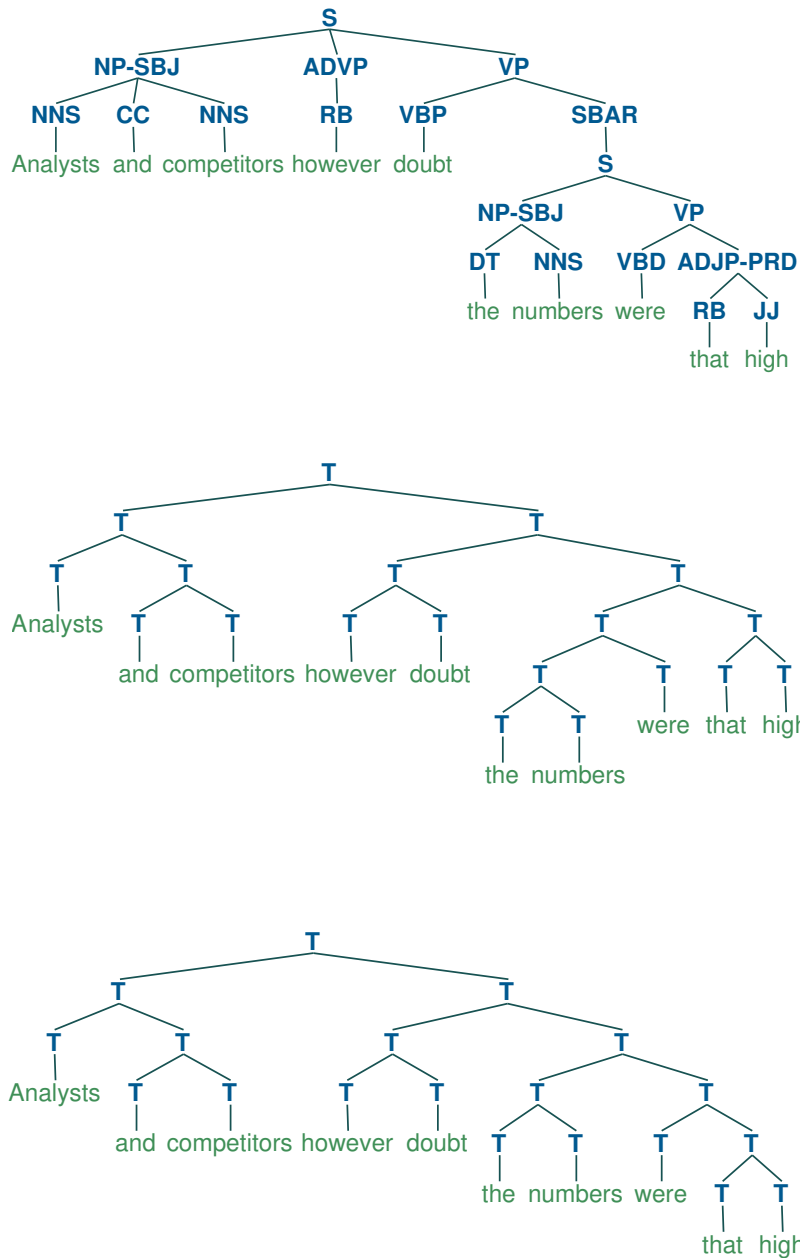 S
NP-SBJ ADVP VP
NNS CC NNS RB VBP SBAR
Analysts and competitors however doubt S
NP-SBJ VP
DT NNS VBD ADJP-PRD
the numbers were RB JJ
that high
T
T T
T T T T
Analysts T T T T T T
and competitors however doubt T T T T
T T were that high
the numbers
T
T T
T T T T
Analysts T T T T T T
and competitors however doubt T T T T
the numbers were T T
that high